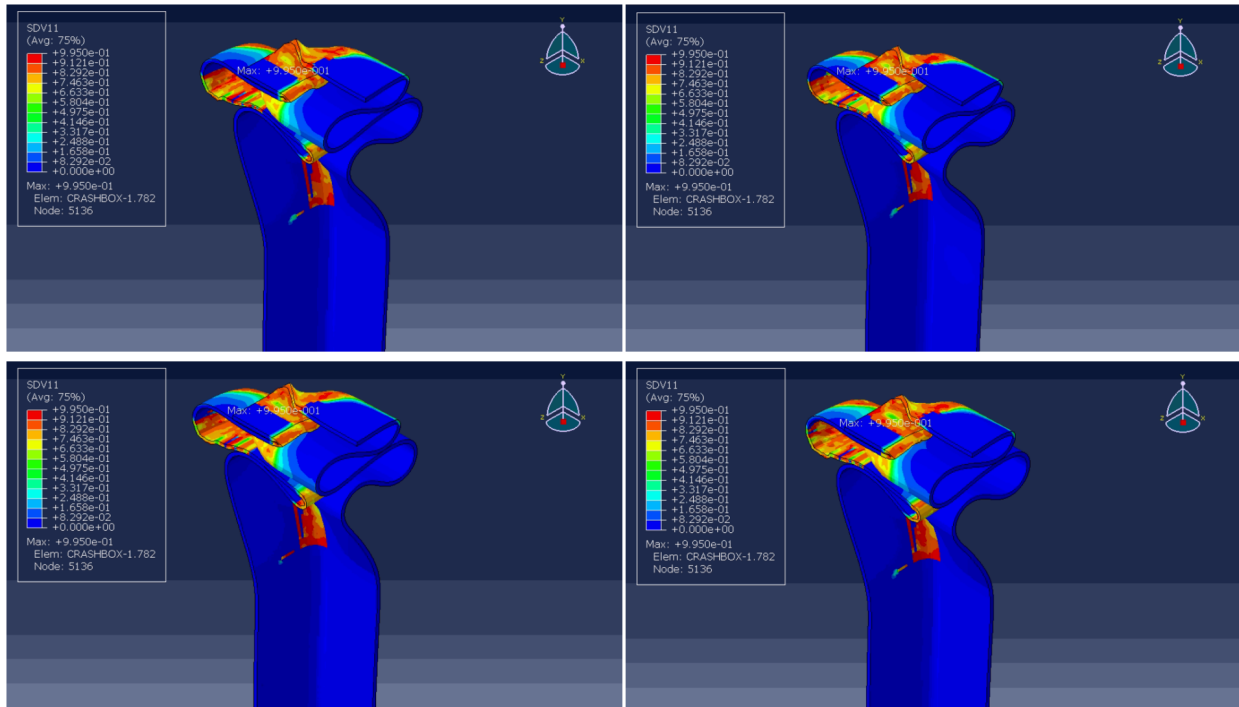 SDV11
(Avg: 75%)
+9.950e-01
+9.121e-01
+8.292e-01
+7.463e-01
+6.633e-01
+5.804e-01
+4.975e-01
+4.146e-01
+3.317e-01
+2.488e-01
+1.658e-01
+8.292e-02
+0.000e+00
Max: +9.950e-01
Elem: CRASHBOX-1.782
Node: 5136
Max: +9.950e-001
Y
Z
X
SDV11
(Avg: 75%)
+9.950e-01
+9.121e-01
+8.292e-01
+7.463e-01
+6.633e-01
+5.804e-01
+4.975e-01
+4.146e-01
+3.317e-01
+2.488e-01
+1.658e-01
+8.292e-02
+0.000e+00
Max: +9.950e-01
Elem: CRASHBOX-1.782
Node: 5136
Max: +9.950e-001
Y
Z
X
SDV11
(Avg: 75%)
+9.950e-01
+9.121e-01
+8.292e-01
+7.463e-01
+6.633e-01
+5.804e-01
+4.975e-01
+4.146e-01
+3.317e-01
+2.488e-01
+1.658e-01
+8.292e-02
+0.000e+00
Max: +9.950e-01
Elem: CRASHBOX-1.782
Node: 5136
Max: +9.950e-001
Y
Z
X
SDV11
(Avg: 75%)
+9.950e-01
+9.121e-01
+8.292e-01
+7.463e-01
+6.633e-01
+5.804e-01
+4.975e-01
+4.146e-01
+3.317e-01
+2.488e-01
+1.658e-01
+8.292e-02
+0.000e+00
Max: +9.950e-01
Elem: CRASHBOX-1.782
Node: 5136
Max: +9.950e-001
Y
Z
X